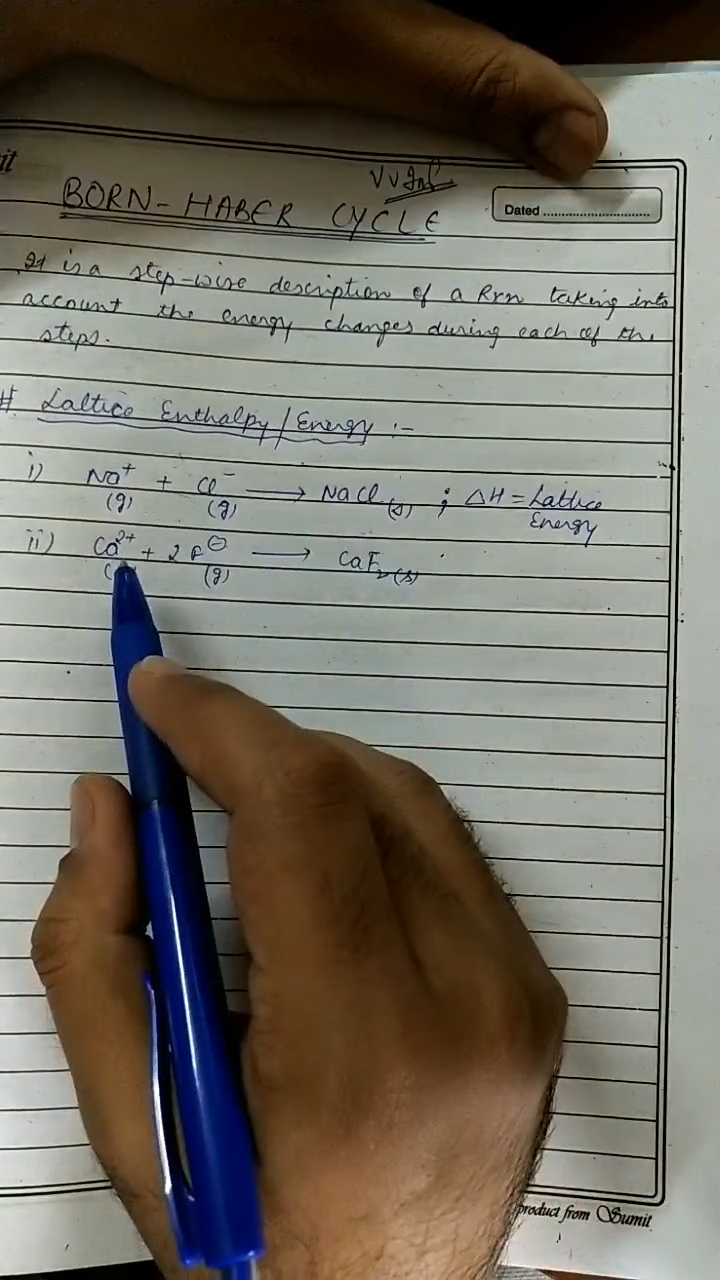 it
V V Imp
BORN-HABER CYCLE
Dated
It is a step-wise description of a Rxn taking into
account the energy changes during each of the
steps.
# Lattice Enthalpy/Energy :-
i) Na⁺(g) + Cl⁻(g) ⟶ NaCl(s) ; ΔH = Lattice
Energy
ii) Ca²⁺ + 2F⊖(g) ⟶ CaF₂(s)
product from Sumit